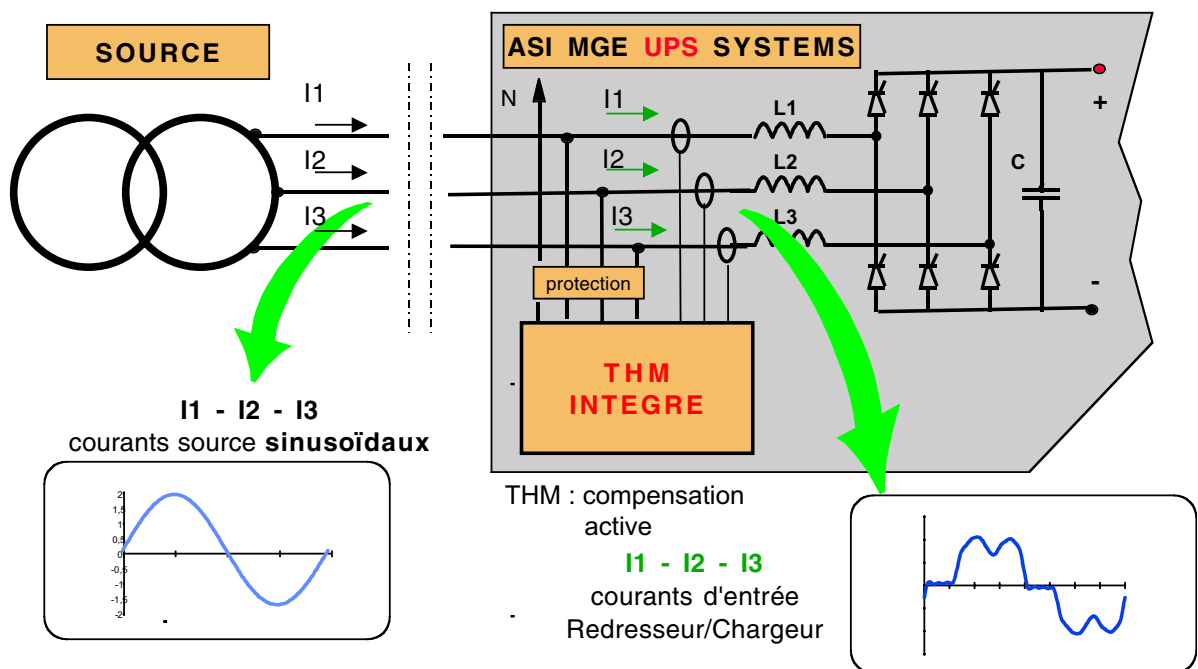 SOURCE
ASI MGE UPS SYSTEMS
I1
I2
I3
N
I1
I2
I3
L1
L2
L3
C
+
-
protection
THM
INTEGRE
-
I1 - I2 - I3
courants source sinusoïdaux
2
1,5
1
0,5
0
-0,5
-1
-1,5
-2
-
THM : compensation
active
I1 - I2 - I3
courants d'entrée
-
Redresseur/Chargeur